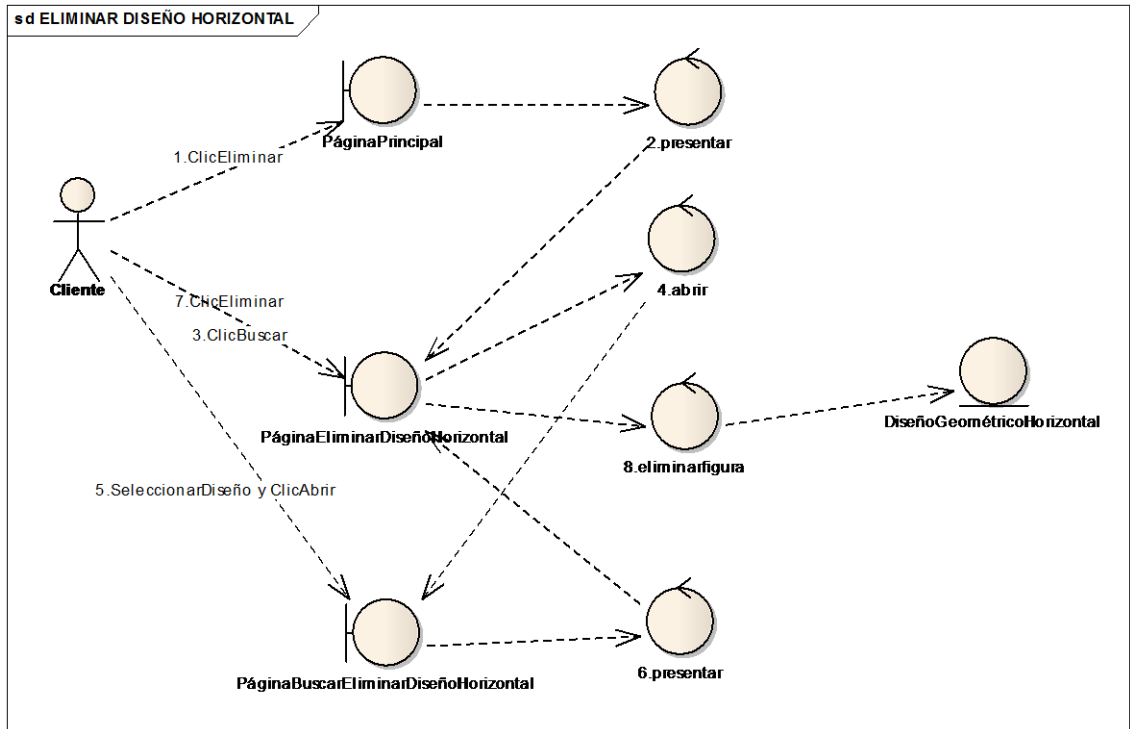 sd ELIMINAR DISEÑO HORIZONTAL
PáginaPrincipal
2.presentar
1.ClicEliminar
Cliente
4.abrir
7.ClicEliminar
3.ClicBuscar
PáginaEliminarDiseñoHorizontal
8.eliminarfigura
DiseñoGeométricoHorizontal
5.SeleccionarDiseño y ClicAbrir
PáginaBuscarEliminarDiseñoHorizontal
6.presentar